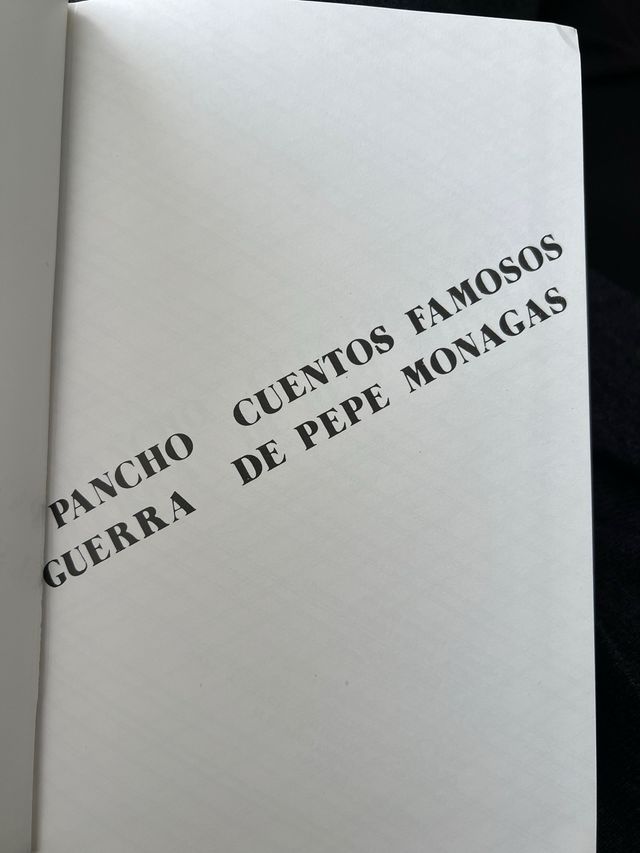 PANCHO
GUERRA
CUENTOS FAMOSOS
DE PEPE MONAGAS